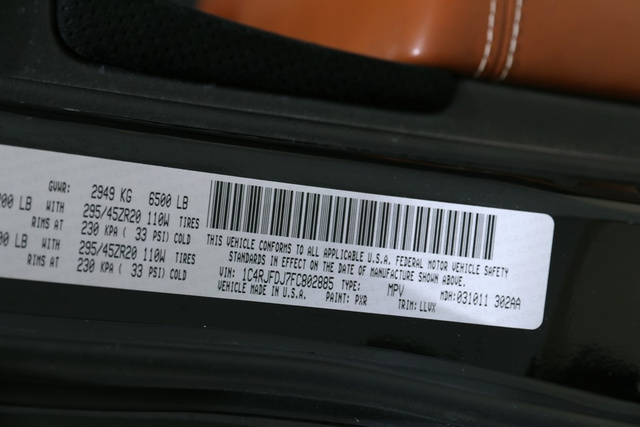 GVWR: 2949 KG 6500 LB
200 LB WITH 295/45ZR20 110W TIRES
RIMS AT 230 KPA ( 33 PSI) COLD
00 LB WITH 295/45ZR20 110W TIRES
RIMS AT 230 KPA ( 33 PSI) COLD
THIS VEHICLE CONFORMS TO ALL APPLICABLE U.S.A. FEDERAL MOTOR VEHICLE SAFETY
STANDARDS IN EFFECT ON THE DATE OF MANUFACTURE SHOWN ABOVE.
VIN: 1C4RJFDJ7FC802885 TYPE: MPV MDH:031011 302AA
VEHICLE MADE IN U.S.A. PAINT: PXR TRIM: LLVX